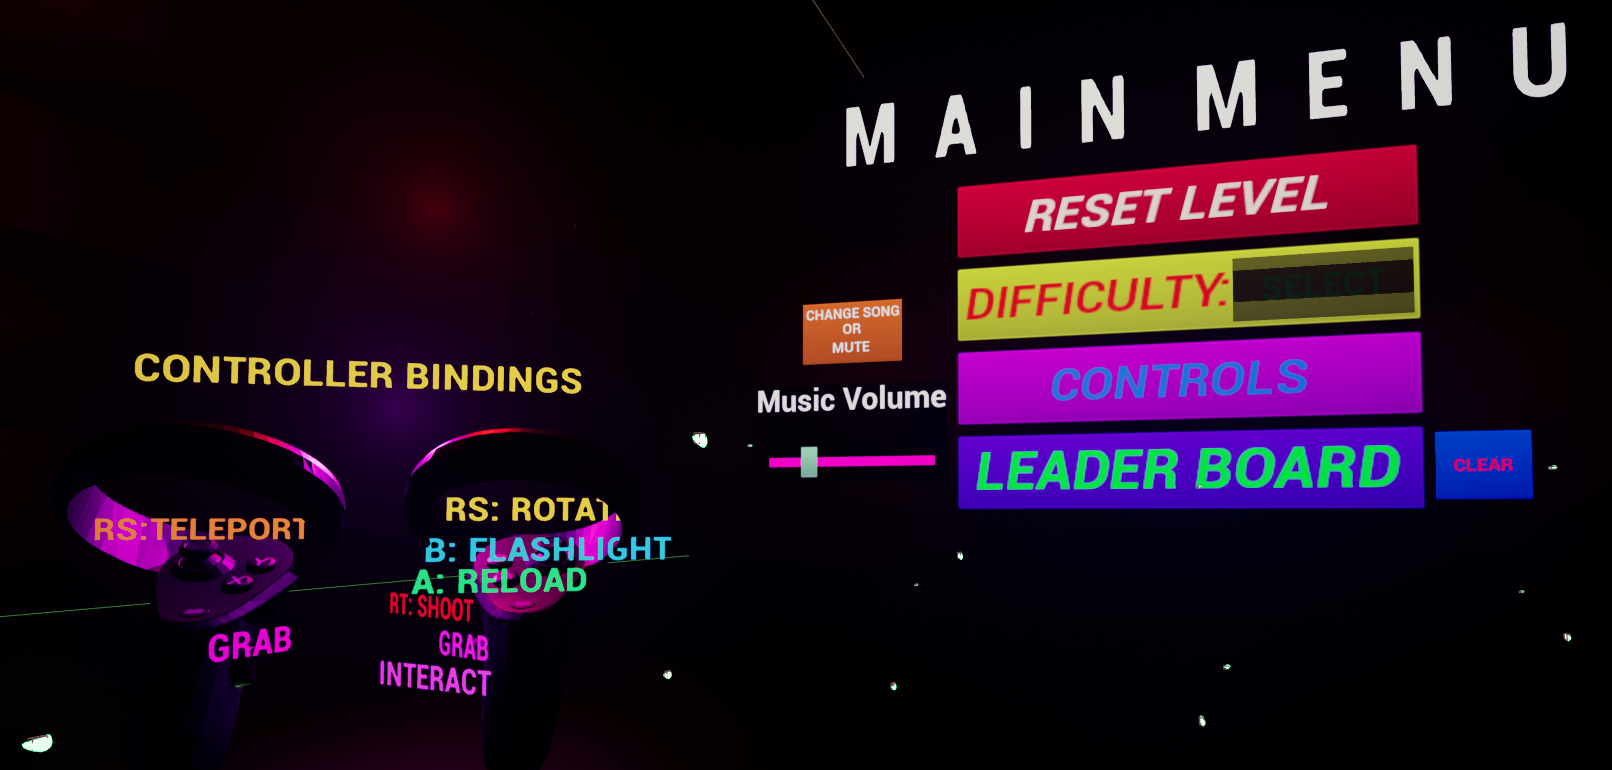 MAIN MENU
RESET LEVEL
DIFFICULTY: SELECT
CONTROLS
LEADER BOARD
CLEAR
CHANGE SONG
OR
MUTE
Music Volume
CONTROLLER BINDINGS
RS:TELEPORT
GRAB
RS: ROTAT
B: FLASHLIGHT
A: RELOAD
RT: SHOOT
GRAB
INTERACT